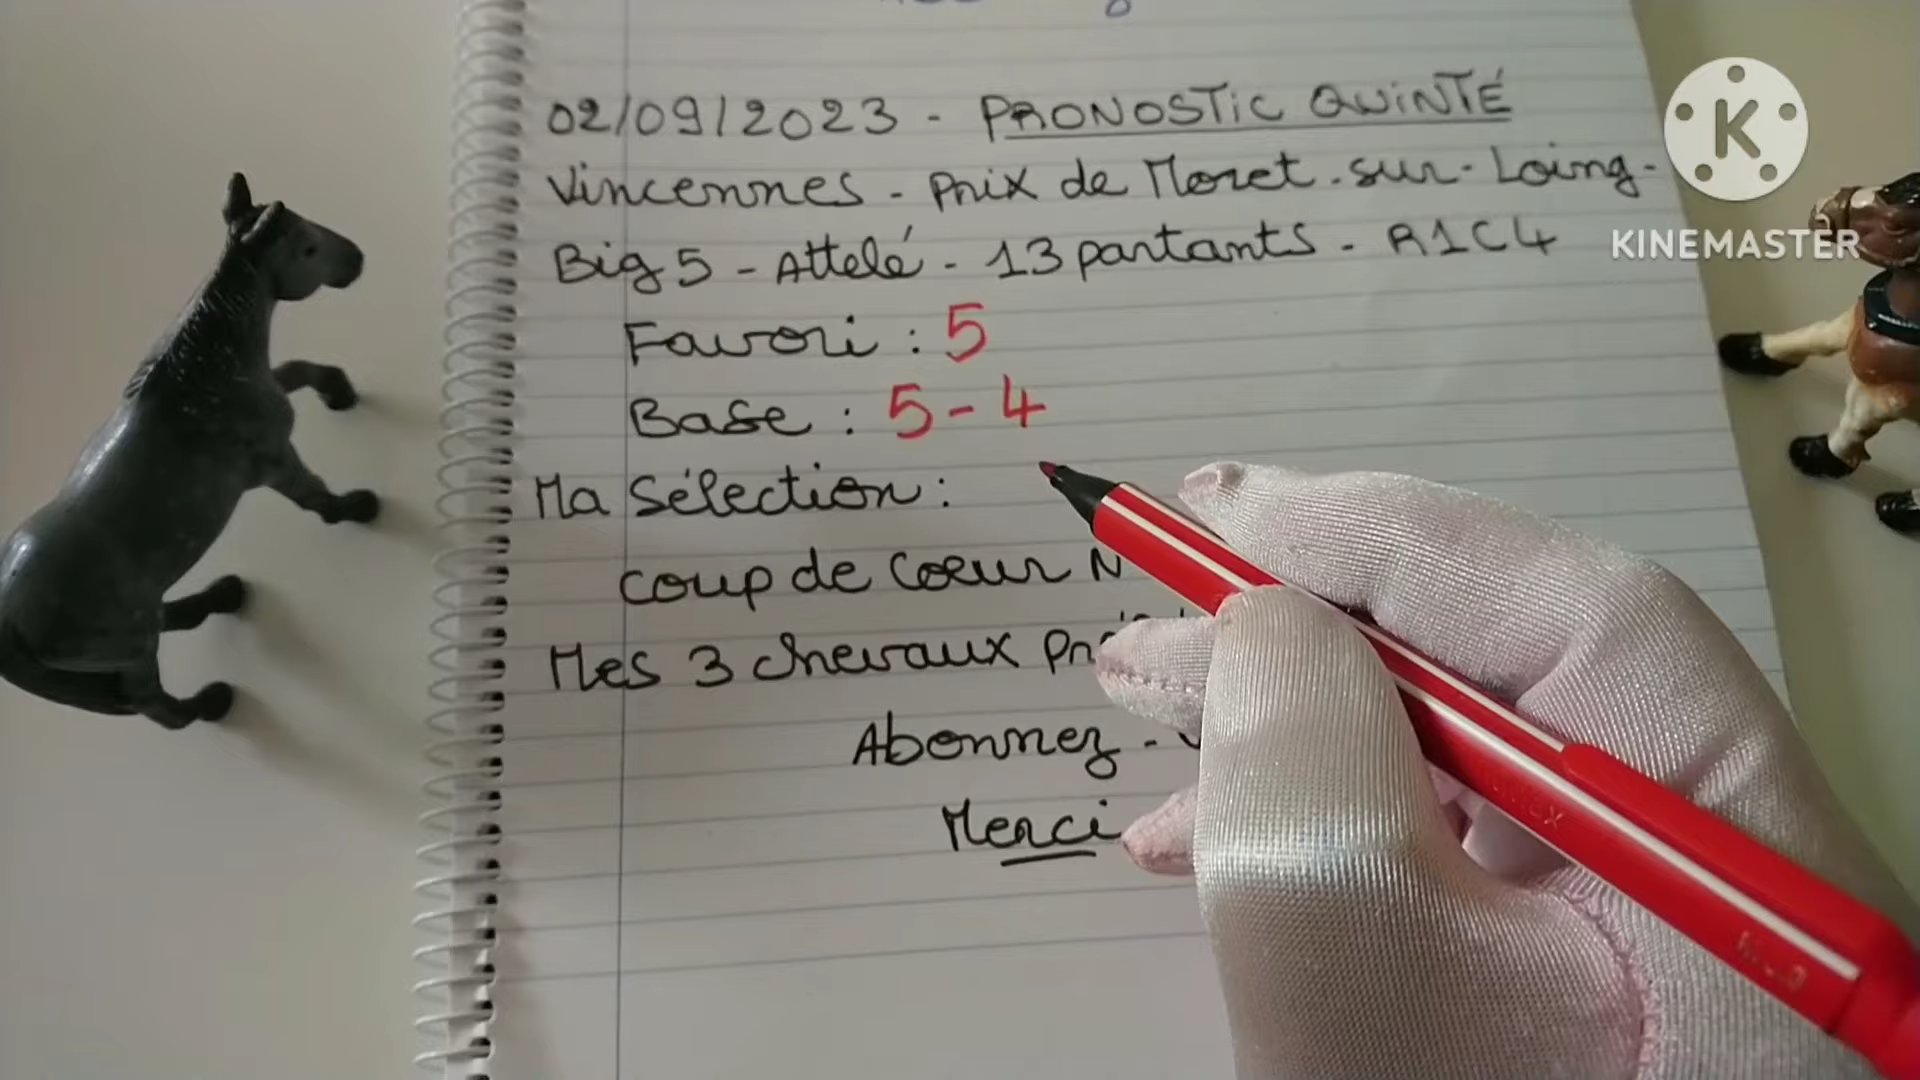 02/09/2023 - PRONOSTIC QUINTÉ
Vincennes - Prix de Moret-sur-Loing-
Big 5 - Attelé - 13 partants - R1C4
Favori : 5
Base : 5 - 4
Ma Sélection :
Coup de Coeur N
Mes 3 chevaux
Abonnez -
Merci
K
KINEMASTER